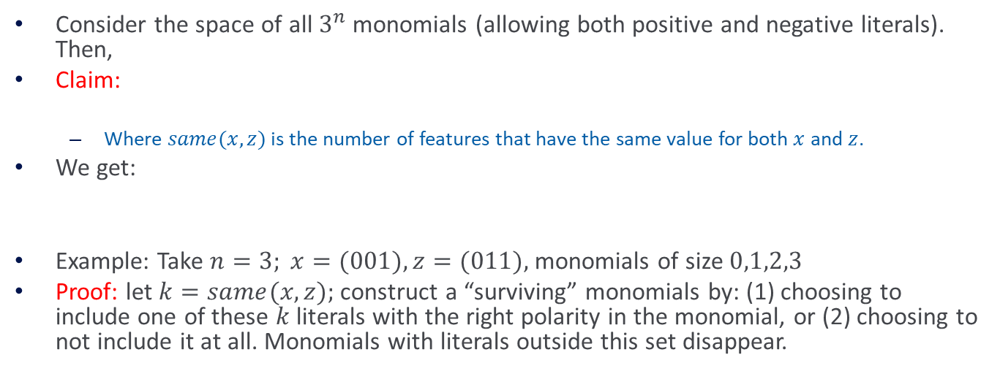 • Consider the space of all 3ⁿ monomials (allowing both positive and negative literals).
Then,
• Claim:
– Where same(x, z) is the number of features that have the same value for both x and z.
• We get:
• Example: Take n = 3; x = (001), z = (011), monomials of size 0,1,2,3
• Proof: let k = same(x, z); construct a “surviving” monomials by: (1) choosing to
include one of these k literals with the right polarity in the monomial, or (2) choosing to
not include it at all. Monomials with literals outside this set disappear.